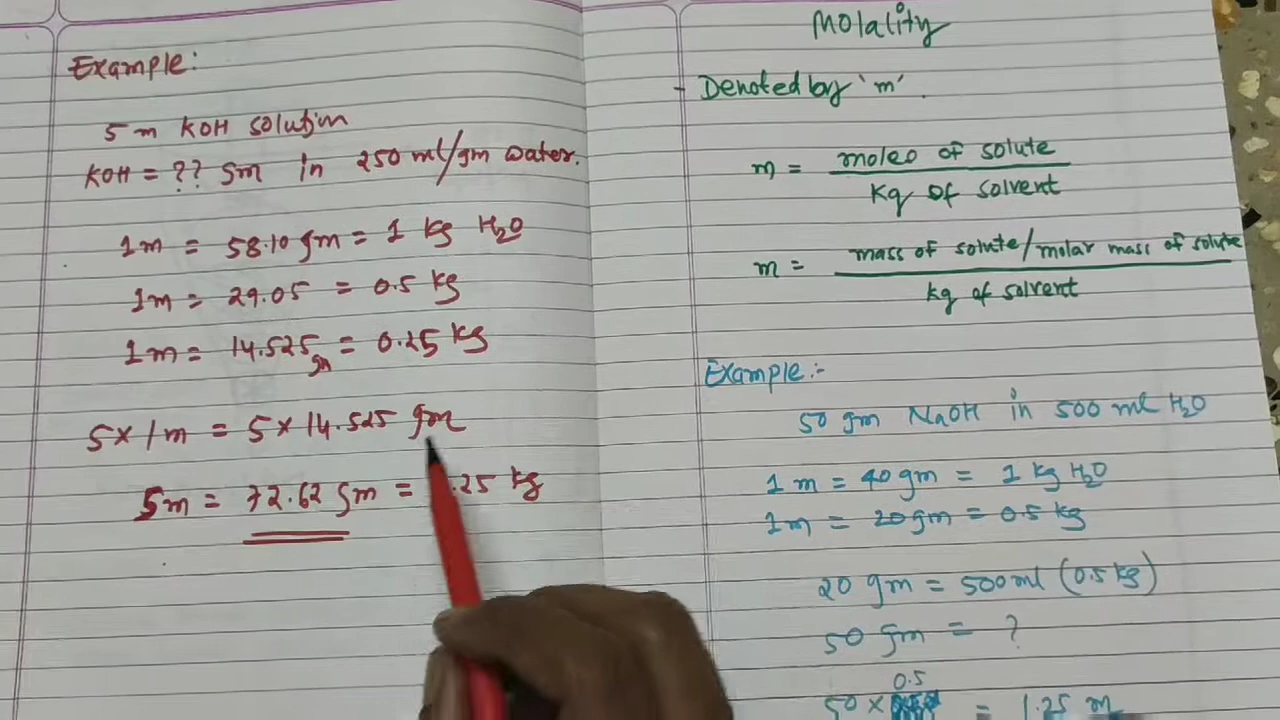 Example:
5 m KOH solution
KOH = ?? gm in 250 ml/gm water.
1m = 58.10 gm = 1 kg H₂O
1m = 29.05 = 0.5 kg
1m = 14.525 gm = 0.25 kg
5 × 1m = 5 × 14.525 gm
5m = 72.62 gm = .25 kg
Molality
- Denoted by 'm'.
m = moles of solute
Kg of solvent
m = mass of solute/molar mass of solute
kg of solvent
Example:-
50 gm NaOH in 500 ml H₂O
1 m = 40 gm = 1 kg H₂O
1m = 20 gm = 0.5 kg
20 gm = 500 ml (0.5 kg)
50 gm = ?
0.5
50 × = 1.25 m